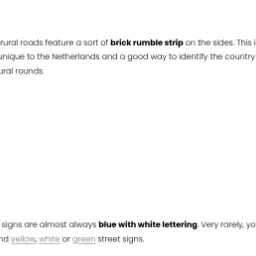 rural roads feature a sort of brick rumble strip on the sides. This i
unique to the Netherlands and a good way to identify the country
ural rounds.
signs are almost always blue with white lettering. Very rarely, yo
nd yellow, white or green street signs.